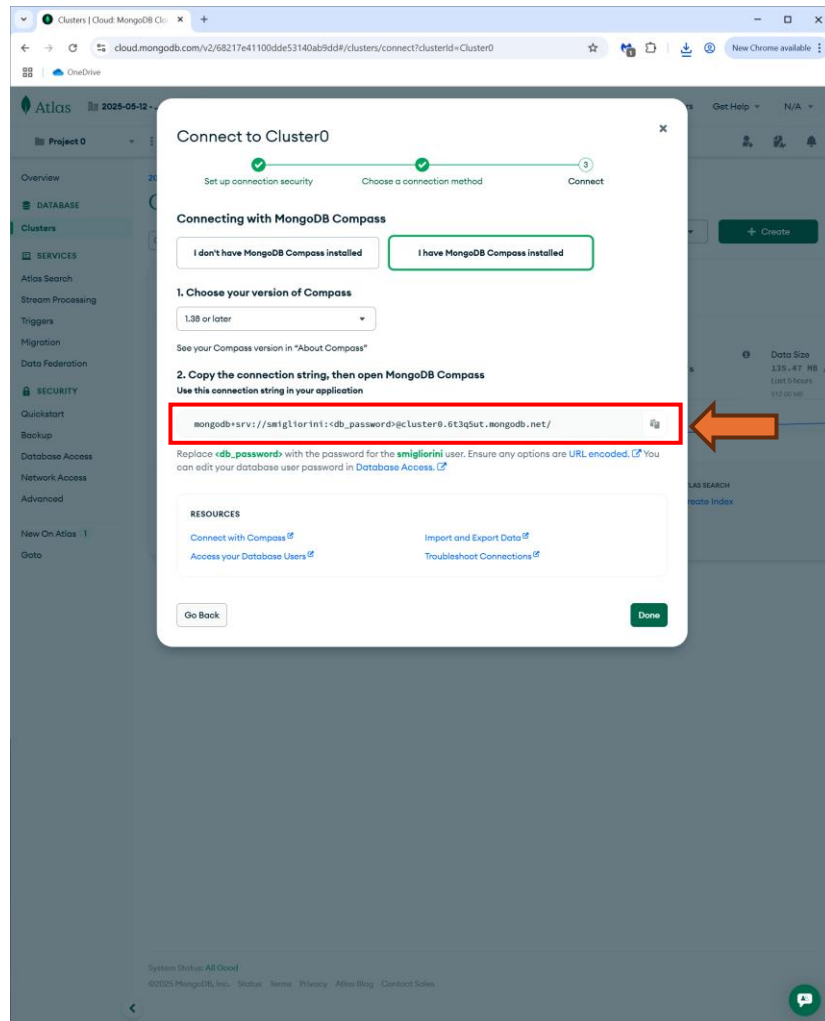 Clusters | Cloud: MongoDB Clo
cloud.mongodb.com/v2/68217e41100dde53140ab9dd#/clusters/connect?clusterId=Cluster0
New Chrome available
OneDrive
Atlas
2025-05-12 -
Get Help
N/A
Project 0
Overview
DATABASE
Clusters
SERVICES
Atlas Search
Stream Processing
Triggers
Migration
Data Federation
SECURITY
Quickstart
Backup
Database Access
Network Access
Advanced
New On Atlas 1
Goto
+ Create
Data Size
135.47 MB
Last 5 hours
512.00 MB
Connect to Cluster0
Set up connection security
Choose a connection method
3
Connect
Connecting with MongoDB Compass
I don't have MongoDB Compass installed
I have MongoDB Compass installed
1. Choose your version of Compass
1.38 or later
See your Compass version in "About Compass"
2. Copy the connection string, then open MongoDB Compass
Use this connection string in your application
mongodb+srv://smigliorini:<db_password>@cluster0.6t3q5ut.mongodb.net/
Replace <db_password> with the password for the smigliorini user. Ensure any options are URL encoded. You
can edit your database user password in Database Access.
RESOURCES
Connect with Compass
Import and Export Data
Access your Database Users
Troubleshoot Connections
Go Back
Done
System Status: All Good
©2025 MongoDB, Inc. Status Terms Privacy Atlas Blog Contact Sales